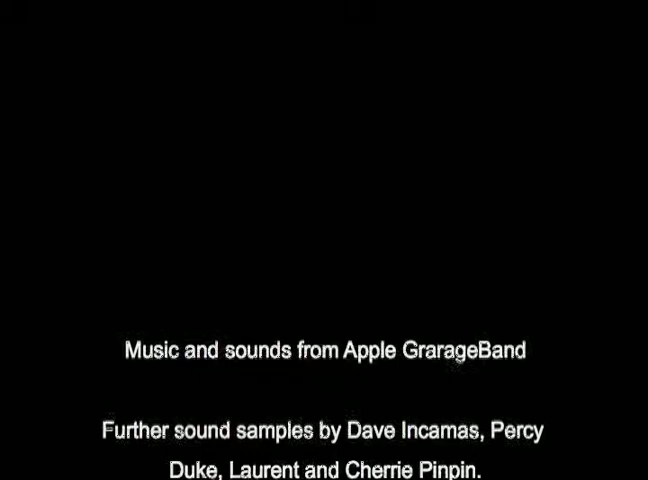 Music and sounds from Apple GrarageBand
Further sound samples by Dave Incamas, Percy
Duke, Laurent and Cherrie Pinpin.